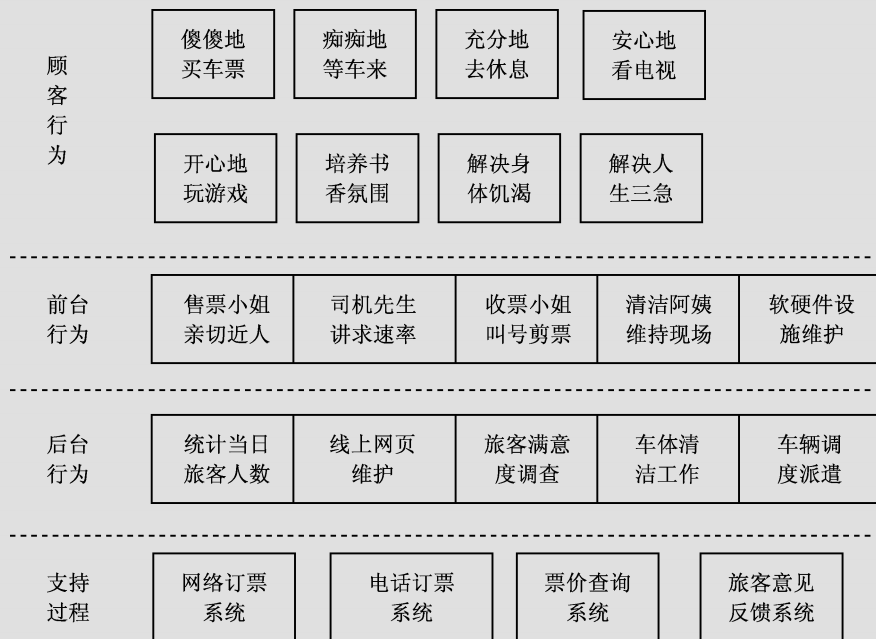 顾客行为
傻傻地
买车票
痴痴地
等车来
充分地
去休息
安心地
看电视
开心地
玩游戏
培养书
香氛围
解决身
体饥渴
解决人
生三急
前台
行为
售票小姐
亲切近人
司机先生
讲求速率
收票小姐
叫号剪票
清洁阿姨
维持现场
软硬件设
施维护
后台
行为
统计当日
旅客人数
线上网页
维护
旅客满意
度调查
车体清
洁工作
车辆调
度派遣
支持
过程
网络订票
系统
电话订票
系统
票价查询
系统
旅客意见
反馈系统